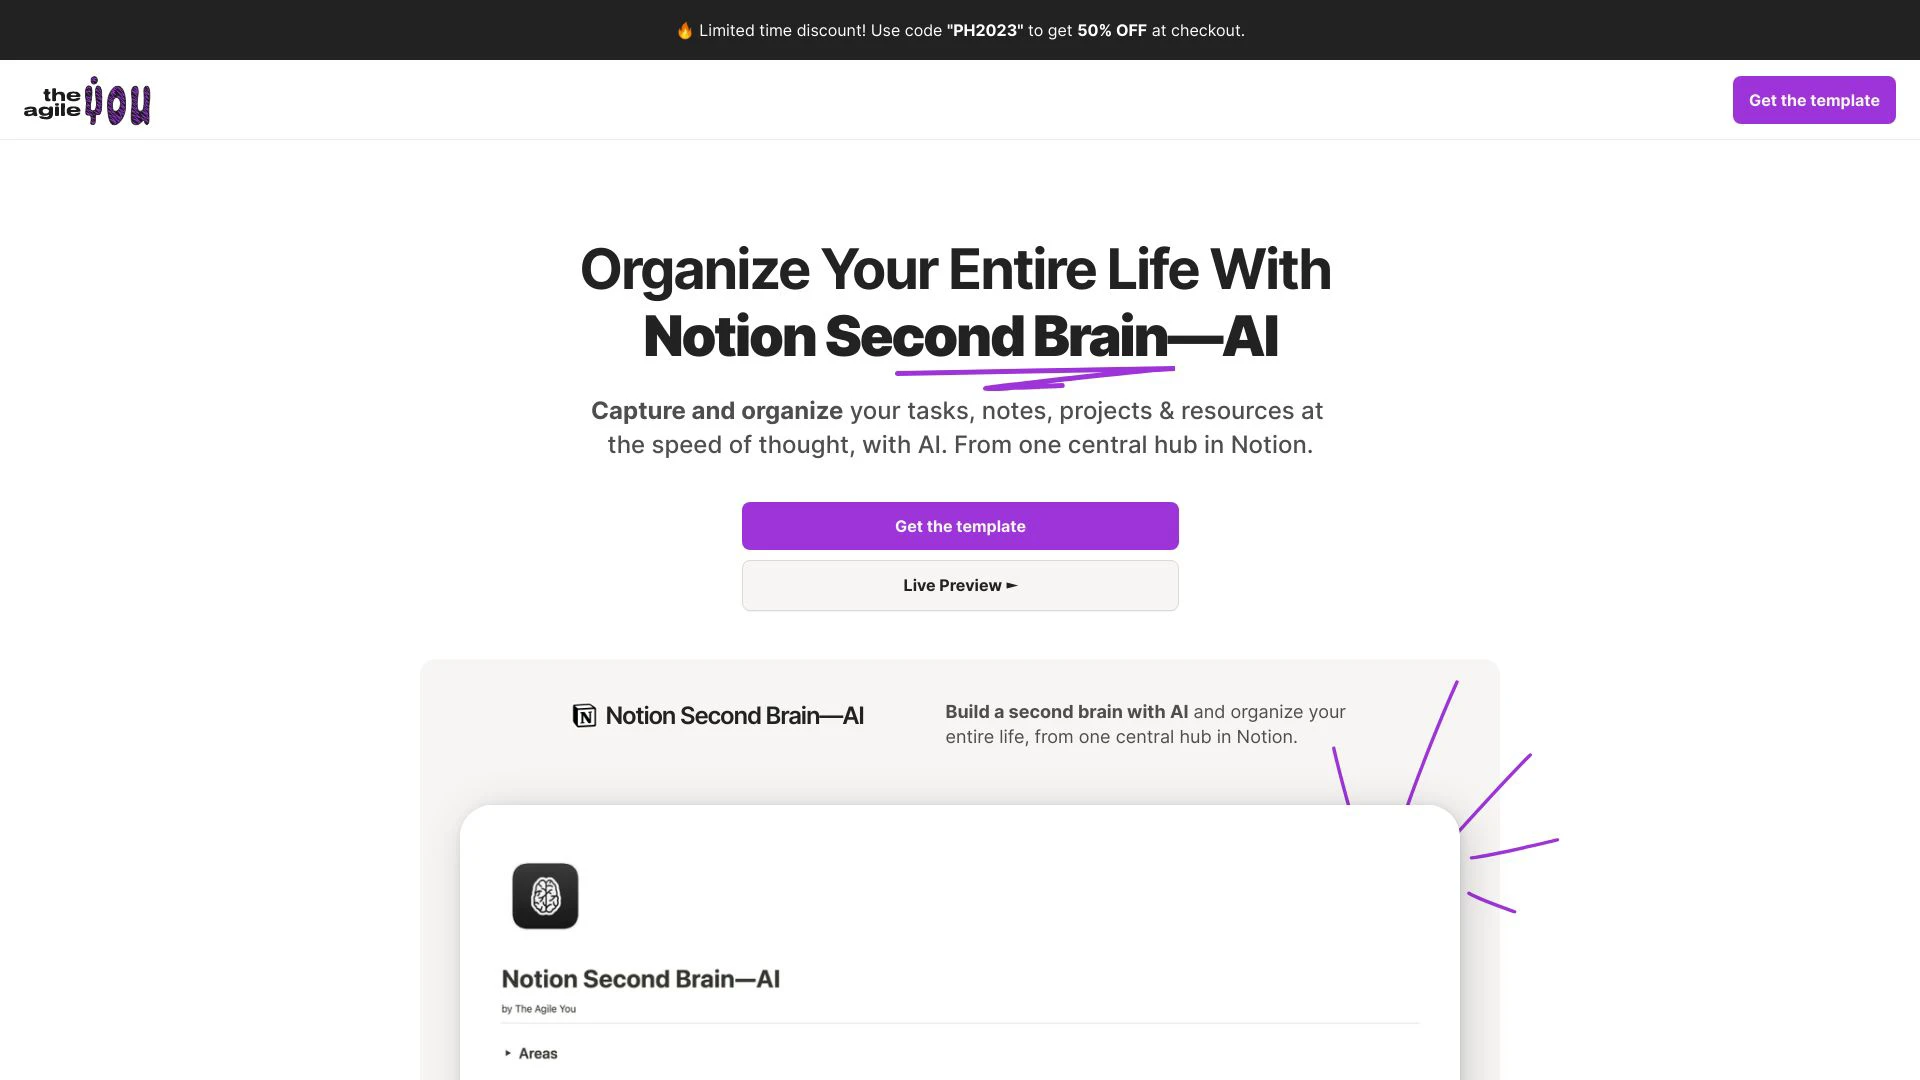 🔥 Limited time discount! Use code "PH2023" to get 50% OFF at checkout.
the
agile you
Get the template
Organize Your Entire Life With
Notion Second Brain—AI
Capture and organize your tasks, notes, projects & resources at
the speed of thought, with AI. From one central hub in Notion.
Get the template
Live Preview ►
Notion Second Brain—AI
Build a second brain with AI and organize your
entire life, from one central hub in Notion.
Notion Second Brain—AI
by The Agile You
▸ Areas